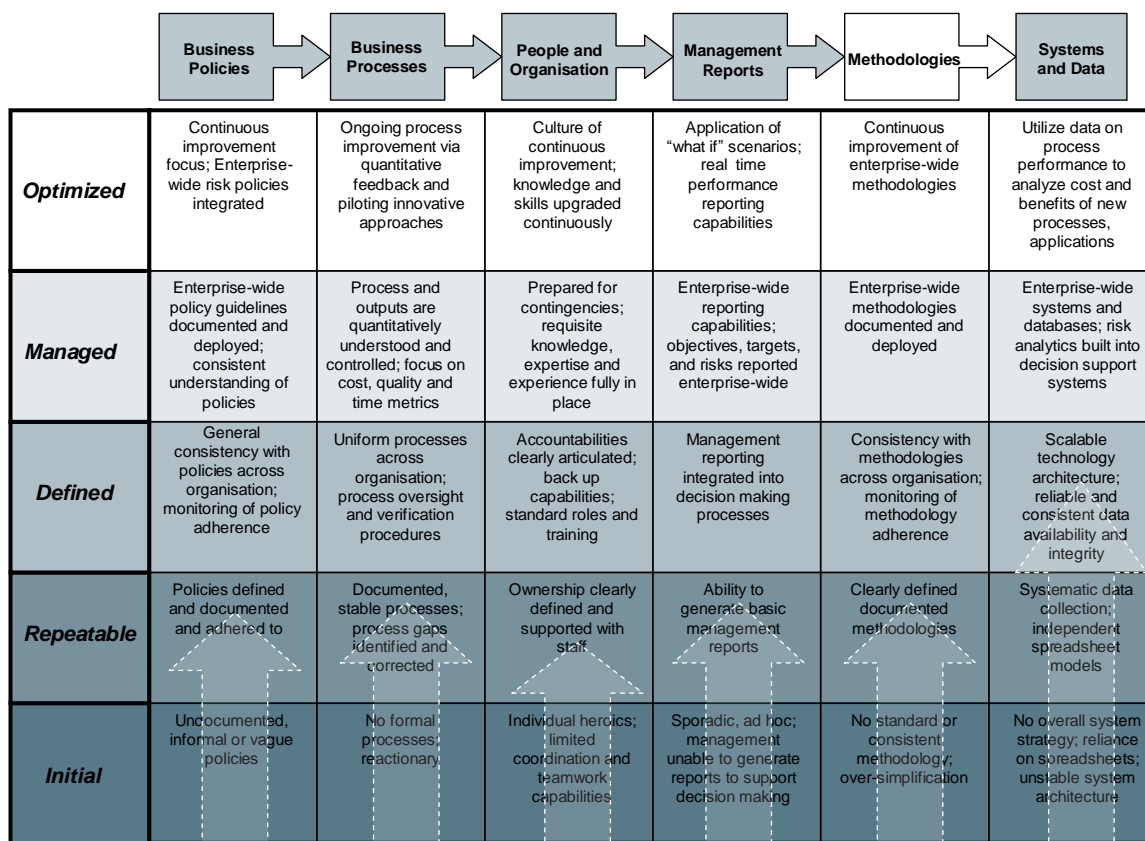 Business
Policies
Business
Processes
People and
Organisation
Management
Reports
Methodologies
Systems
and Data
Optimized
Continuous
improvement
focus; Enterprise-
wide risk policies
integrated
Ongoing process
improvement via
quantitative
feedback and
piloting innovative
approaches
Culture of
continuous
improvement;
knowledge and
skills upgraded
continuously
Application of
“what if” scenarios;
real time
performance
reporting
capabilities
Continuous
improvement of
enterprise-wide
methodologies
Utilize data on
process
performance to
analyze cost and
benefits of new
processes,
applications
Managed
Enterprise-wide
policy guidelines
documented and
deployed;
consistent
understanding of
policies
Process and
outputs are
quantitatively
understood and
controlled; focus on
cost, quality and
time metrics
Prepared for
contingencies;
requisite
knowledge,
expertise and
experience fully in
place
Enterprise-wide
reporting
capabilities;
objectives, targets,
and risks reported
enterprise-wide
Enterprise-wide
methodologies
documented and
deployed
Enterprise-wide
systems and
databases; risk
analytics built into
decision support
systems
Defined
General
consistency with
policies across
organisation;
monitoring of policy
adherence
Uniform processes
across
organisation;
process oversight
and verification
procedures
Accountabilities
clearly articulated;
back up
capabilities;
standard roles and
training
Management
reporting
integrated into
decision making
processes
Consistency with
methodologies
across organisation;
monitoring of
methodology
adherence
Scalable
technology
architecture;
reliable and
consistent data
availability and
integrity
Repeatable
Policies defined
and documented
and adhered to
Documented,
stable processes;
process gaps
identified and
corrected
Ownership clearly
defined and
supported with
staff
Ability to
generate basic
management
reports
Clearly defined
documented
methodologies
Systematic data
collection;
independent
spreadsheet
models
Initial
Undocumented,
informal or vague
policies
No formal
processes;
reactionary
Individual heroics;
limited
coordination and
teamwork
capabilities
Sporadic, ad hoc;
management
unable to generate
reports to support
decision making
No standard or
consistent
methodology;
over-simplification
No overall system
strategy; reliance
on spreadsheets;
unstable system
architecture